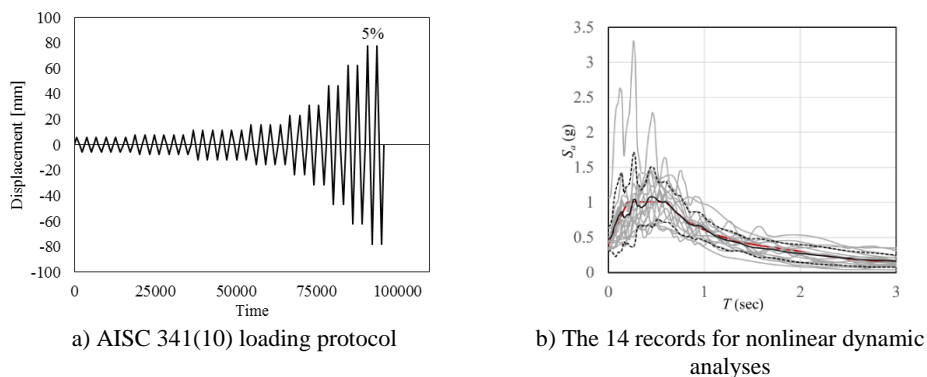 100
80
60
40
20
0
-20
-40
-60
-80
-100
Displacement [mm]
5%
0 25000 50000 75000 100000
Time
a) AISC 341(10) loading protocol
3.5
3
2.5
2
1.5
1
0.5
0
Sa (g)
0 1 2 3
T (sec)
b) The 14 records for nonlinear dynamic
analyses